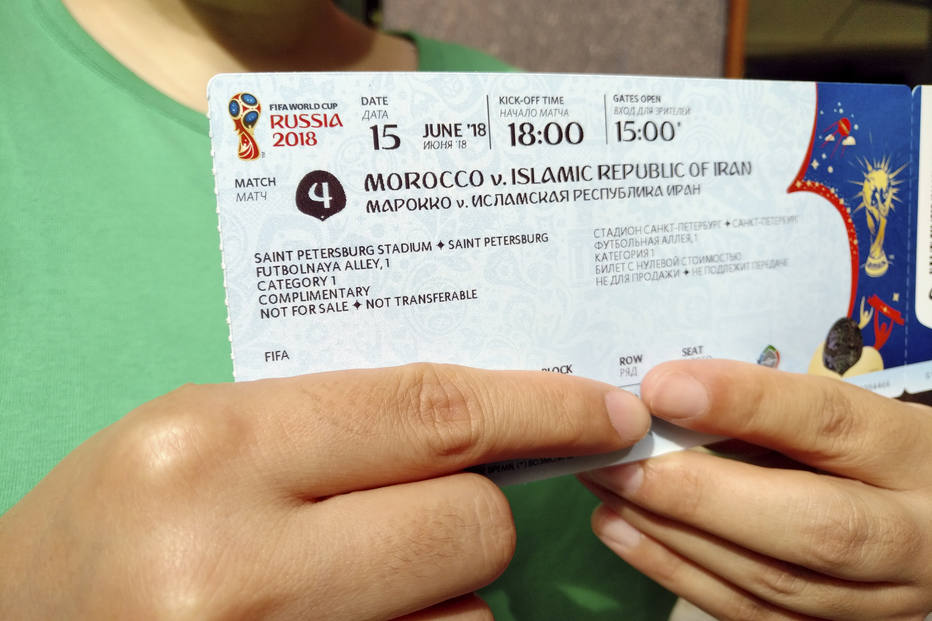 FIFA WORLD CUP
RUSSIA
2018
DATE
ДАТА
15 JUNE '18
ИЮНЯ '18
KICK-OFF TIME
НАЧАЛО МАТЧА
18:00
GATES OPEN
ВХОД ДЛЯ ЗРИТЕЛЕЙ
15:00*
MATCH
МАТЧ
4
MOROCCO v. ISLAMIC REPUBLIC OF IRAN
МАРОККО v. ИСЛАМСКАЯ РЕСПУБЛИКА ИРАН
SAINT PETERSBURG STADIUM ✦ SAINT PETERSBURG
FUTBOLNAYA ALLEY, 1
CATEGORY 1
COMPLIMENTARY
NOT FOR SALE ✦ NOT TRANSFERABLE
СТАДИОН САНКТ-ПЕТЕРБУРГ ✦ САНКТ-ПЕТЕРБУРГ
ФУТБОЛЬНАЯ АЛЛЕЯ, 1
КАТЕГОРИЯ 1
БИЛЕТ С НУЛЕВОЙ СТОИМОСТЬЮ
НЕ ДЛЯ ПРОДАЖИ ✦ НЕ ПОДЛЕЖИТ ПЕРЕДАЧЕ
FIFA
ROW
РЯД
SEAT